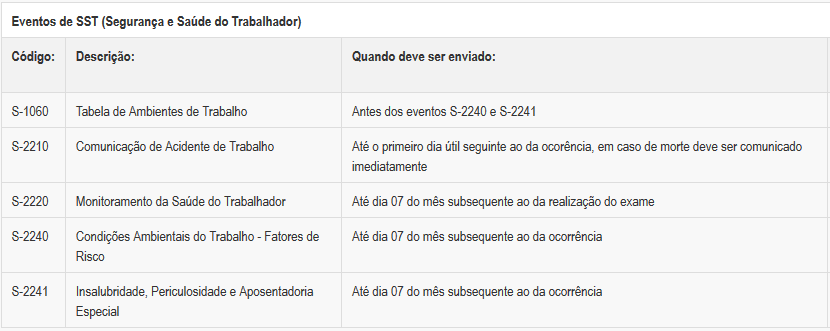 Eventos de SST (Segurança e Saúde do Trabalhador)
Código: Descrição: Quando deve ser enviado:
S-1060 Tabela de Ambientes de Trabalho Antes dos eventos S-2240 e S-2241
S-2210 Comunicação de Acidente de Trabalho Até o primeiro dia útil seguinte ao da ocorência, em caso de morte deve ser comunicado
imediatamente
S-2220 Monitoramento da Saúde do Trabalhador Até dia 07 do mês subsequente ao da realização do exame
S-2240 Condições Ambientais do Trabalho - Fatores de Até dia 07 do mês subsequente ao da ocorrência
Risco
S-2241 Insalubridade, Periculosidade e Aposentadoria Até dia 07 do mês subsequente ao da ocorrência
Especial